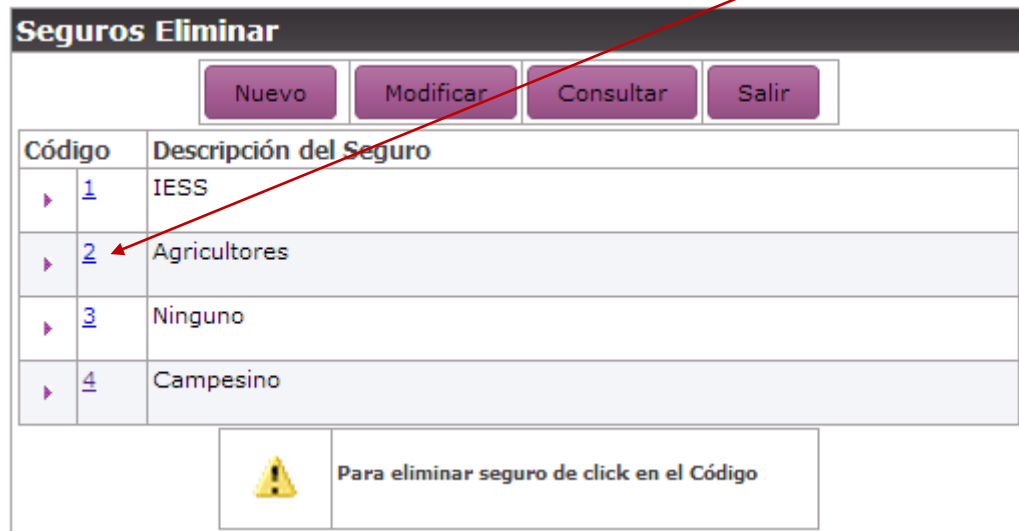 Seguros Eliminar
Nuevo Modificar Consultar Salir
Código Descripción del Seguro
1 IESS
2 Agricultores
3 Ninguno
4 Campesino
Para eliminar seguro de click en el Código